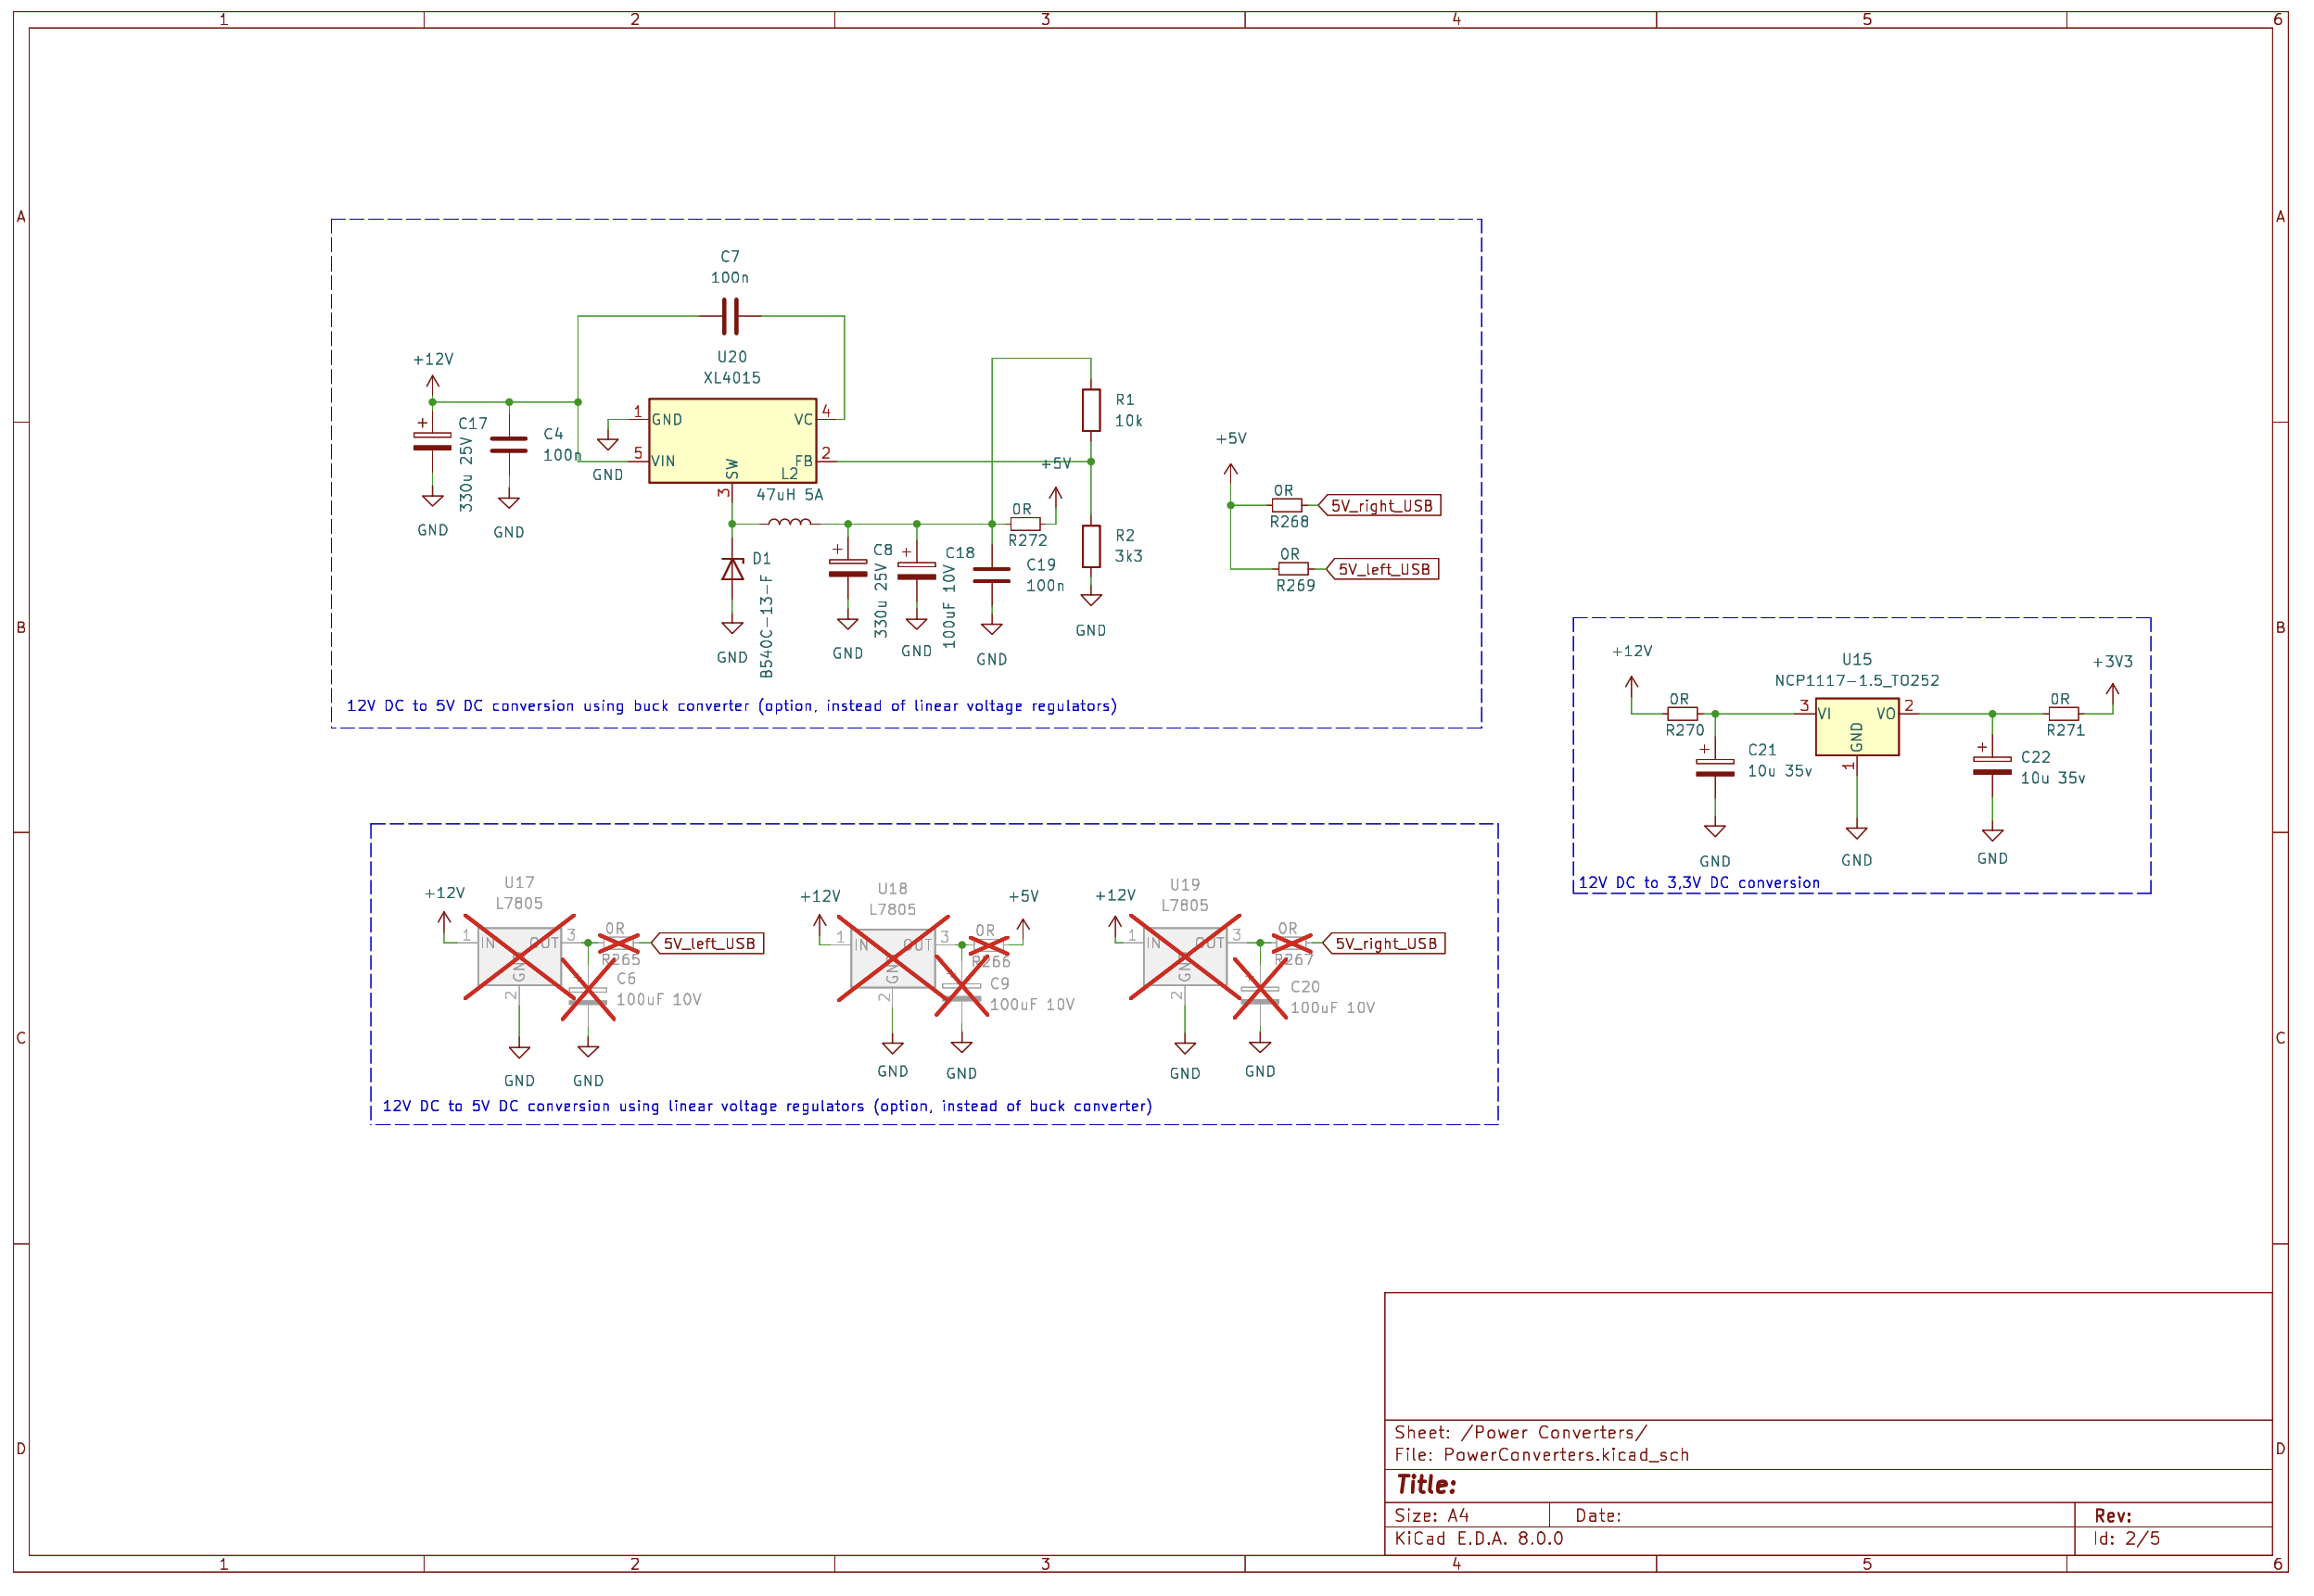 1 2 3 4 5 6
A A
B B
C C
D D
C7
100n
U20
XL4015
+12V
C17
330u 25V
GND
C4
100n
GND
GND
1 GND
5 VIN
VC 4
FB 2
SW
3
L2
47uH 5A
D1
B540C-13-F
GND
C8
330u 25V
GND
C18
100uF 10V
GND
C19
100n
GND
0R
R272
+5V
R1
10k
R2
3k3
GND
+5V
0R
R268
5V_right_USB
0R
R269
5V_left_USB
12V DC to 5V DC conversion using buck converter (option, instead of linear voltage regulators)
+12V
0R
R270
C21
10u 35v
GND
U15
NCP1117-1.5_TO252
3 VI
VO 2
GND
1
GND
C22
10u 35v
GND
0R
R271
+3V3
12V DC to 3,3V DC conversion
+12V
U17
L7805
1 IN
OUT 3
GND
2
GND
0R
R265
5V_left_USB
C6
100uF 10V
GND
+12V
U18
L7805
1 IN
OUT 3
GND
2
GND
0R
R266
+5V
C9
100uF 10V
GND
+12V
U19
L7805
1 IN
OUT 3
GND
2
GND
0R
R267
5V_right_USB
C20
100uF 10V
GND
12V DC to 5V DC conversion using linear voltage regulators (option, instead of buck converter)
Sheet: /Power Converters/
File: PowerConverters.kicad_sch
Title:
Size: A4 Date: Rev:
KiCad E.D.A. 8.0.0 Id: 2/5
1 2 3 4 5 6